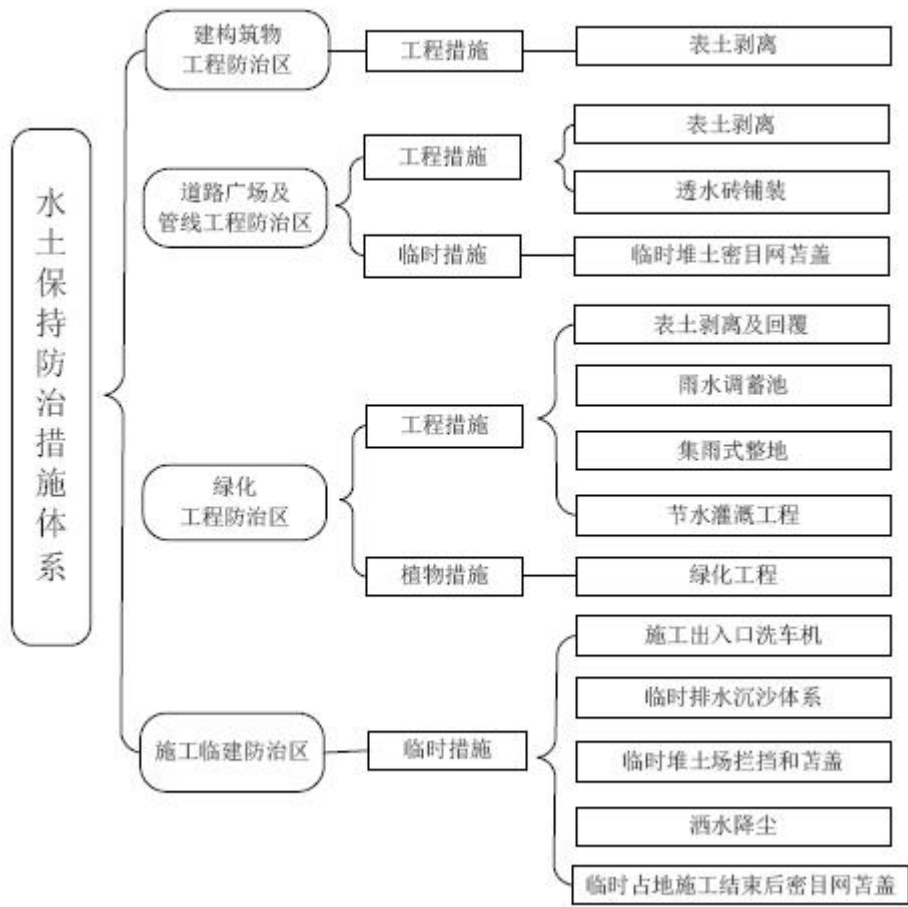 水土保持防治措施体系
建构筑物
工程防治区
工程措施
表土剥离
道路广场及
管线工程防治区
工程措施
表土剥离
透水砖铺装
临时措施
临时堆土密目网苫盖
绿化
工程防治区
工程措施
表土剥离及回覆
雨水调蓄池
集雨式整地
节水灌溉工程
植物措施
绿化工程
施工临建防治区
临时措施
施工出入口洗车机
临时排水沉沙体系
临时堆土场拦挡和苫盖
洒水降尘
临时占地施工结束后密目网苫盖